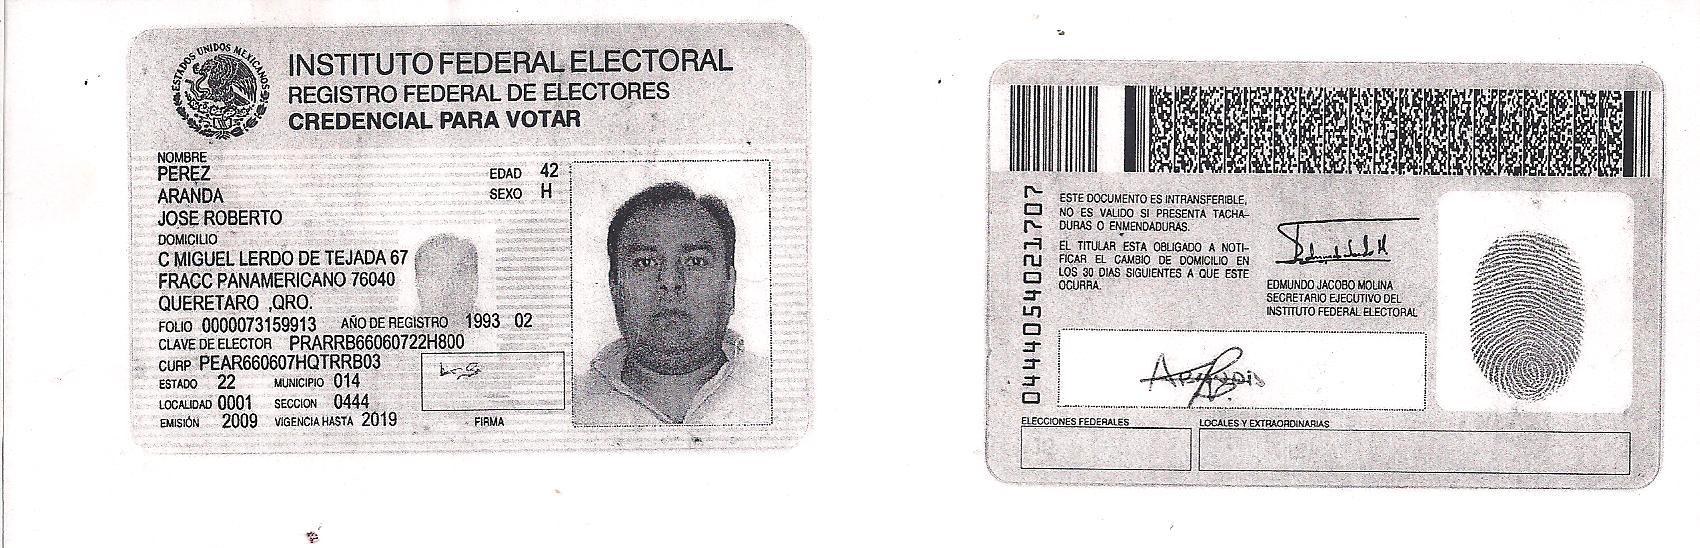 ESTADOS UNIDOS MEXICANOS
INSTITUTO FEDERAL ELECTORAL
REGISTRO FEDERAL DE ELECTORES
CREDENCIAL PARA VOTAR
NOMBRE
PEREZ
ARANDA
JOSE ROBERTO
EDAD 42
SEXO H
DOMICILIO
C MIGUEL LERDO DE TEJADA 67
FRACC PANAMERICANO 76040
QUERETARO ,QRO.
FOLIO 0000073159913 AÑO DE REGISTRO 1993 02
CLAVE DE ELECTOR PRARRB66060722H800
CURP PEAR660607HQTRRB03
ESTADO 22 MUNICIPIO 014
LOCALIDAD 0001 SECCION 0444
EMISIÓN 2009 VIGENCIA HASTA 2019 FIRMA
0444054021707
ESTE DOCUMENTO ES INTRANSFERIBLE,
NO ES VALIDO SI PRESENTA TACHA-
DURAS O ENMENDADURAS.
EL TITULAR ESTA OBLIGADO A NOTI-
FICAR EL CAMBIO DE DOMICILIO EN
LOS 30 DIAS SIGUIENTES A QUE ESTE
OCURRA.
EDMUNDO JACOBO MOLINA
SECRETARIO EJECUTIVO DEL
INSTITUTO FEDERAL ELECTORAL
ELECCIONES FEDERALES
LOCALES Y EXTRAORDINARIAS